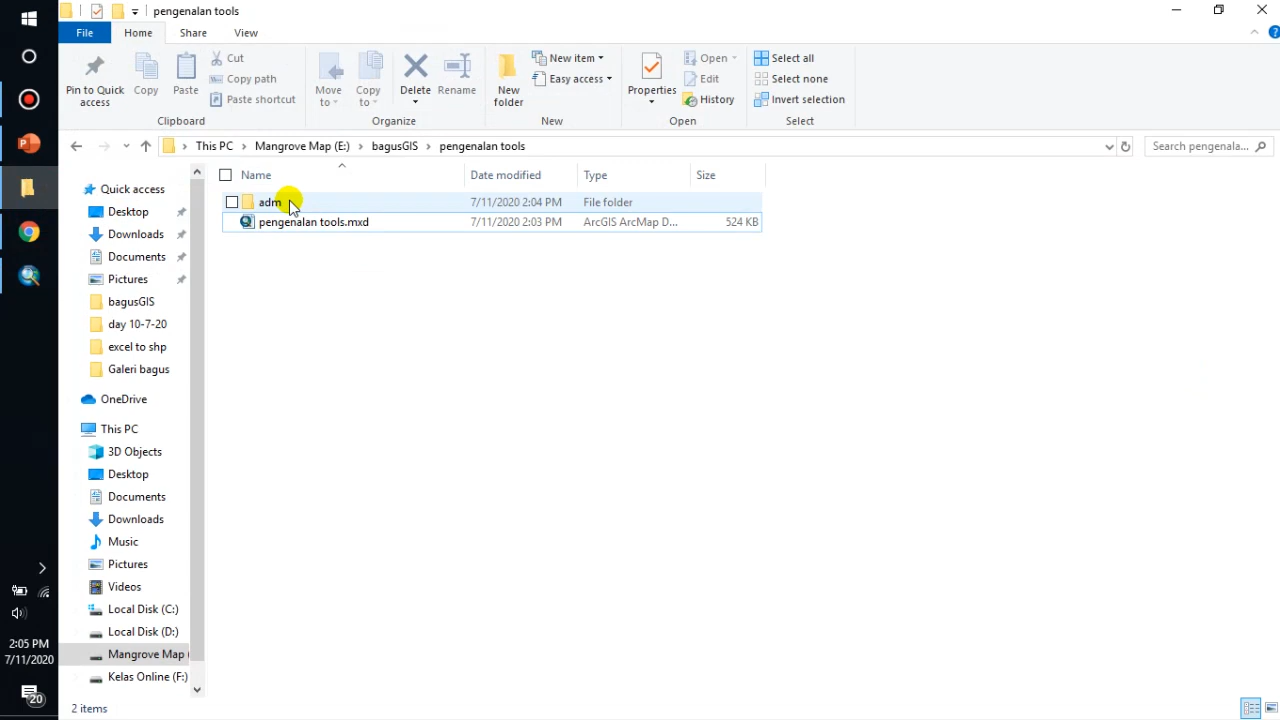 pengenalan tools
File Home Share View
Pin to Quick access
Copy
Paste
Cut
Copy path
Paste shortcut
Clipboard
Move to
Copy to
Delete
Rename
Organize
New folder
New item
Easy access
New
Properties
Open
Edit
History
Open
Select all
Select none
Invert selection
Select
This PC > Mangrove Map (E:) > bagusGIS > pengenalan tools
Search pengenala...
Name Date modified Type Size
adm 7/11/2020 2:04 PM File folder
pengenalan tools.mxd 7/11/2020 2:03 PM ArcGIS ArcMap D... 524 KB
Quick access
Desktop
Downloads
Documents
Pictures
bagusGIS
day 10-7-20
excel to shp
Galeri bagus
OneDrive
This PC
3D Objects
Desktop
Documents
Downloads
Music
Pictures
Videos
Local Disk (C:)
Local Disk (D:)
Mangrove Map (
Kelas Online (F:)
2 items
2:05 PM
7/11/2020
20